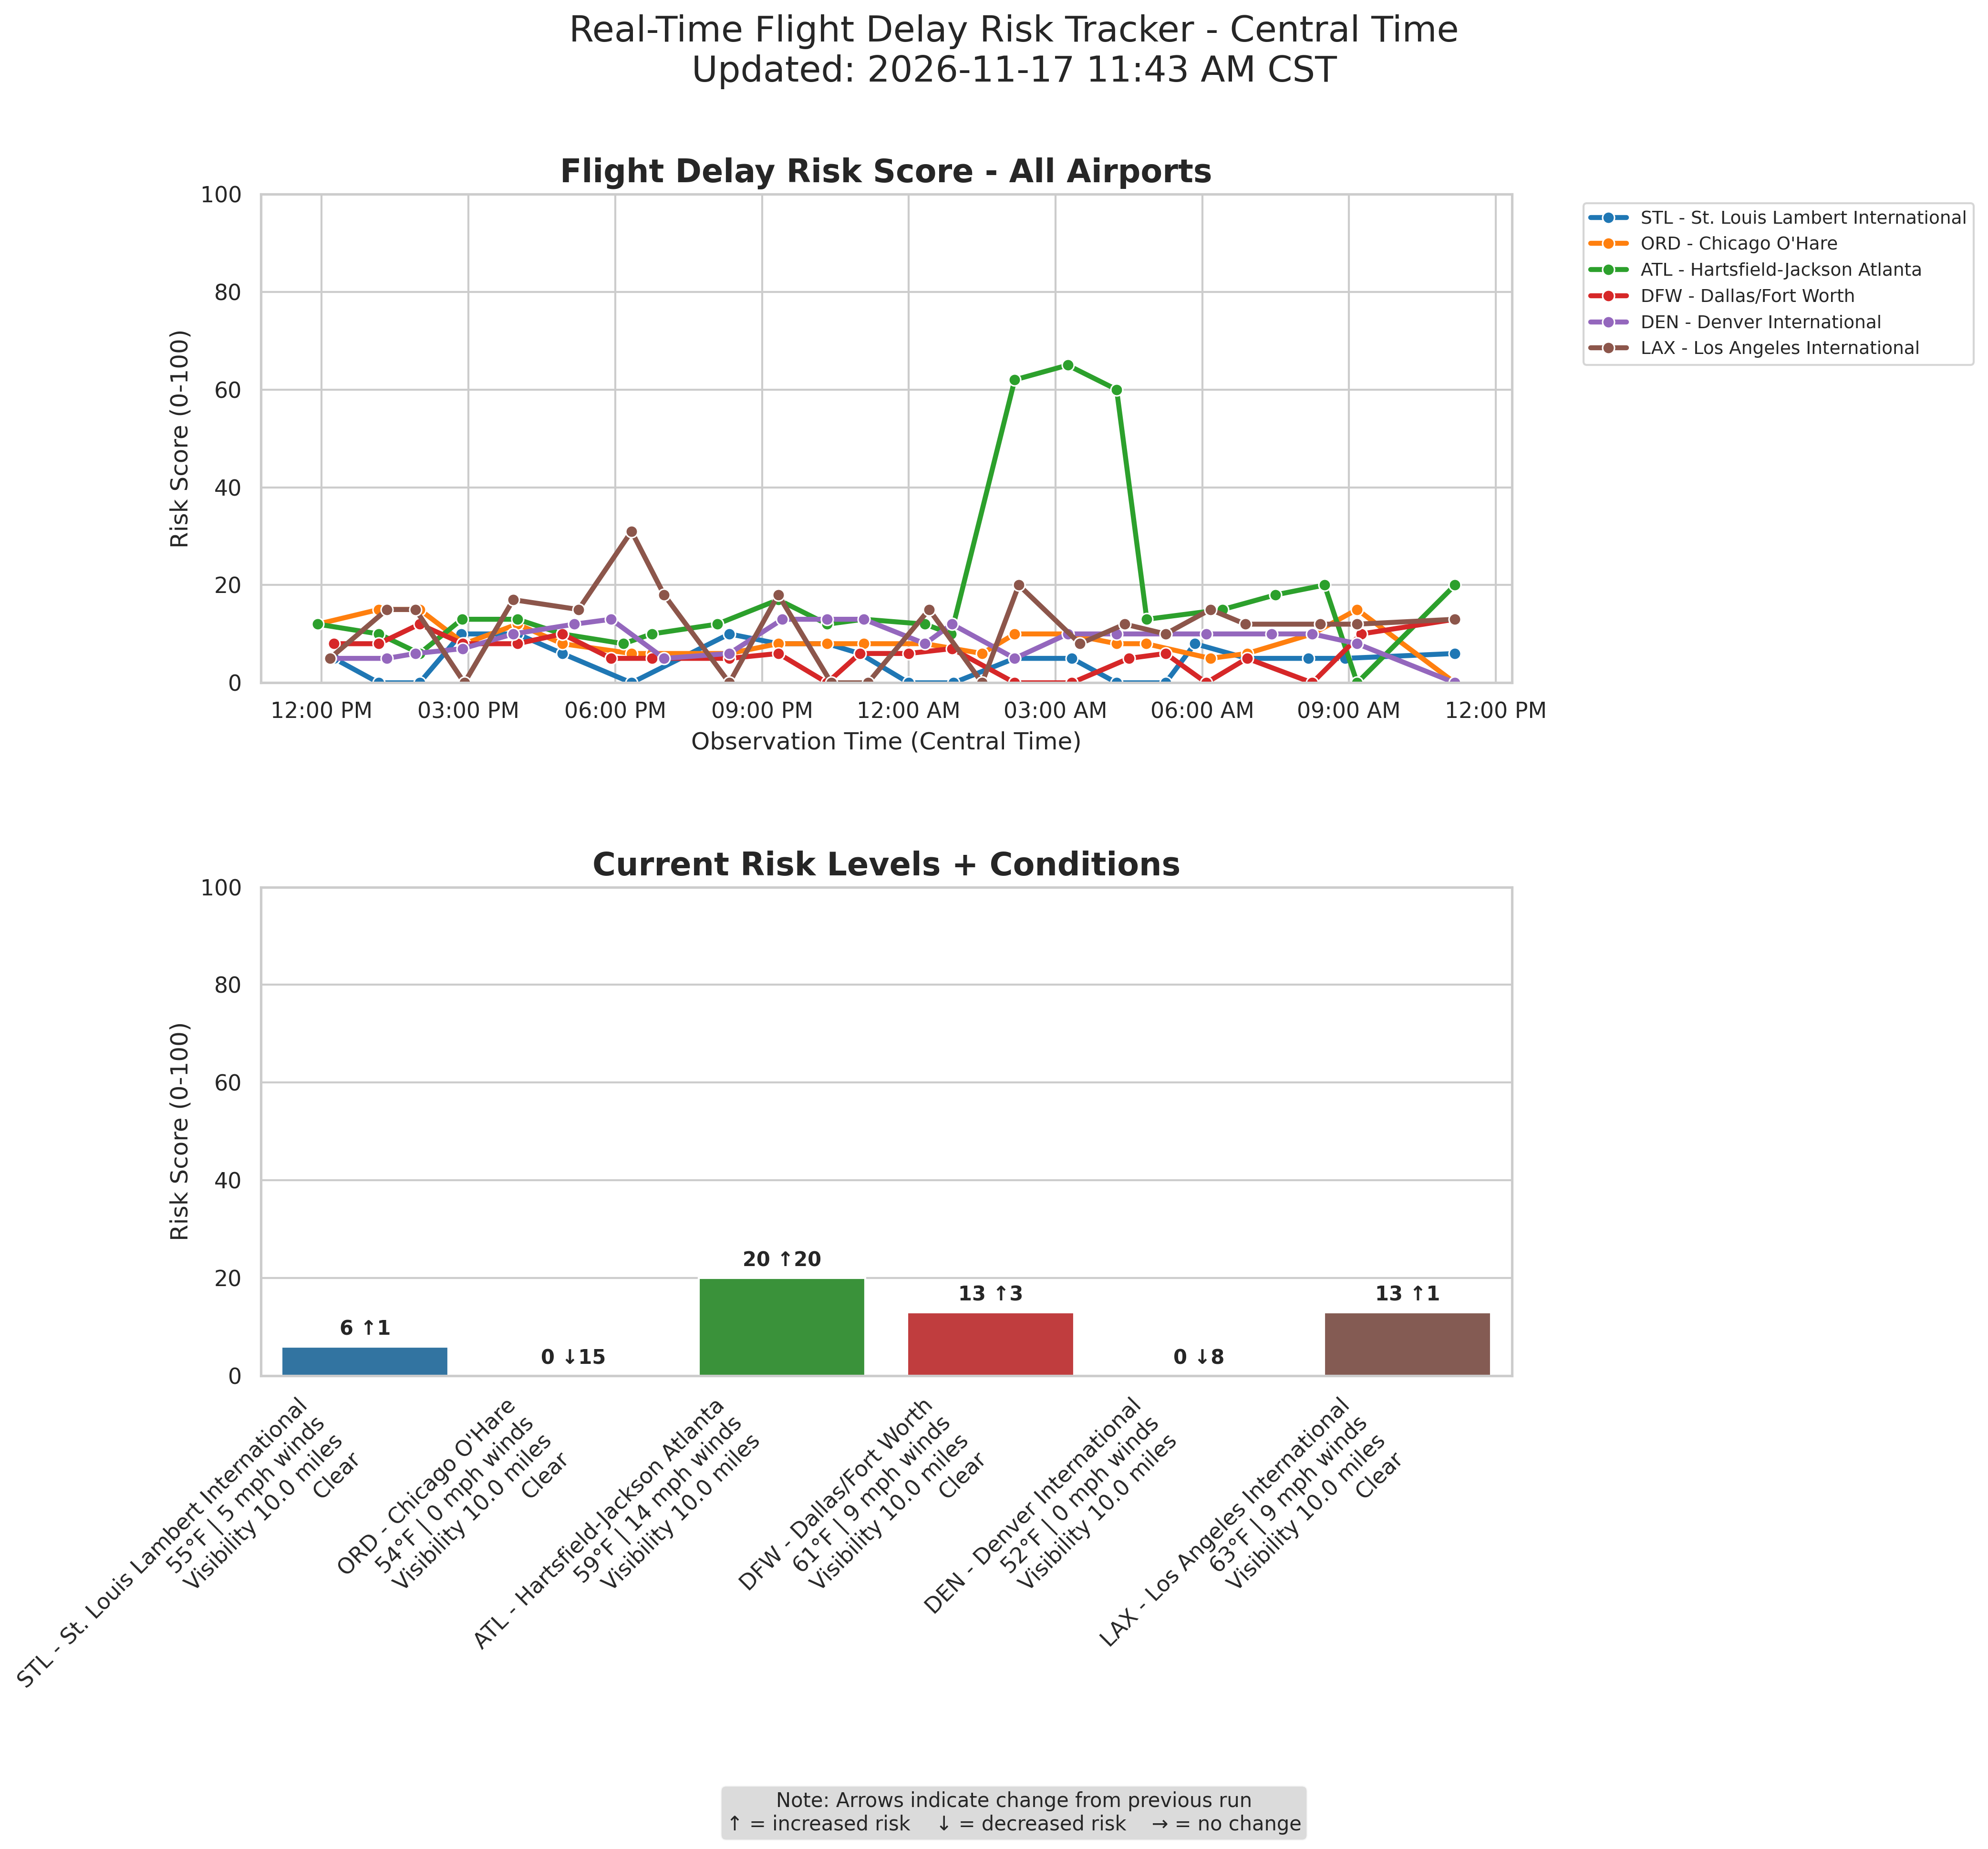 Real-Time Flight Delay Risk Tracker - Central Time
Updated: 2026-11-17 11:43 AM CST
Flight Delay Risk Score - All Airports
Risk Score (0-100)
100
80
60
40
20
0
12:00 PM
03:00 PM
06:00 PM
09:00 PM
12:00 AM
03:00 AM
06:00 AM
09:00 AM
12:00 PM
Observation Time (Central Time)
STL - St. Louis Lambert International
ORD - Chicago O'Hare
ATL - Hartsfield-Jackson Atlanta
DFW - Dallas/Fort Worth
DEN - Denver International
LAX - Los Angeles International
Current Risk Levels + Conditions
Risk Score (0-100)
100
80
60
40
20
0
6 ↑1
0 ↓15
20 ↑20
13 ↑3
0 ↓8
13 ↑1
STL - St. Louis Lambert International
55°F | 5 mph winds
Visibility 10.0 miles
Clear
ORD - Chicago O'Hare
54°F | 0 mph winds
Visibility 10.0 miles
Clear
ATL - Hartsfield-Jackson Atlanta
59°F | 14 mph winds
Visibility 10.0 miles
DFW - Dallas/Fort Worth
61°F | 9 mph winds
Visibility 10.0 miles
Clear
DEN - Denver International
52°F | 0 mph winds
Visibility 10.0 miles
LAX - Los Angeles International
63°F | 9 mph winds
Visibility 10.0 miles
Clear
Note: Arrows indicate change from previous run
↑ = increased risk ↓ = decreased risk → = no change